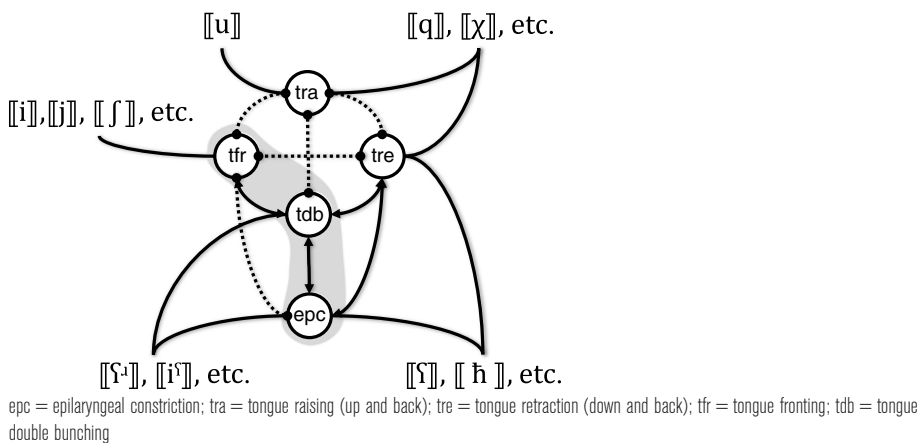 ⟦u⟧
⟦q⟧, ⟦χ⟧, etc.
tra
⟦i⟧,⟦j⟧, ⟦ ʃ ⟧, etc.
tfr
tre
tdb
epc
⟦ʕᶨ⟧, ⟦iˤ⟧, etc.
⟦ʕ⟧, ⟦ ħ ⟧, etc.
epc = epilaryngeal constriction; tra = tongue raising (up and back); tre = tongue retraction (down and back); tfr = tongue fronting; tdb = tongue
double bunching